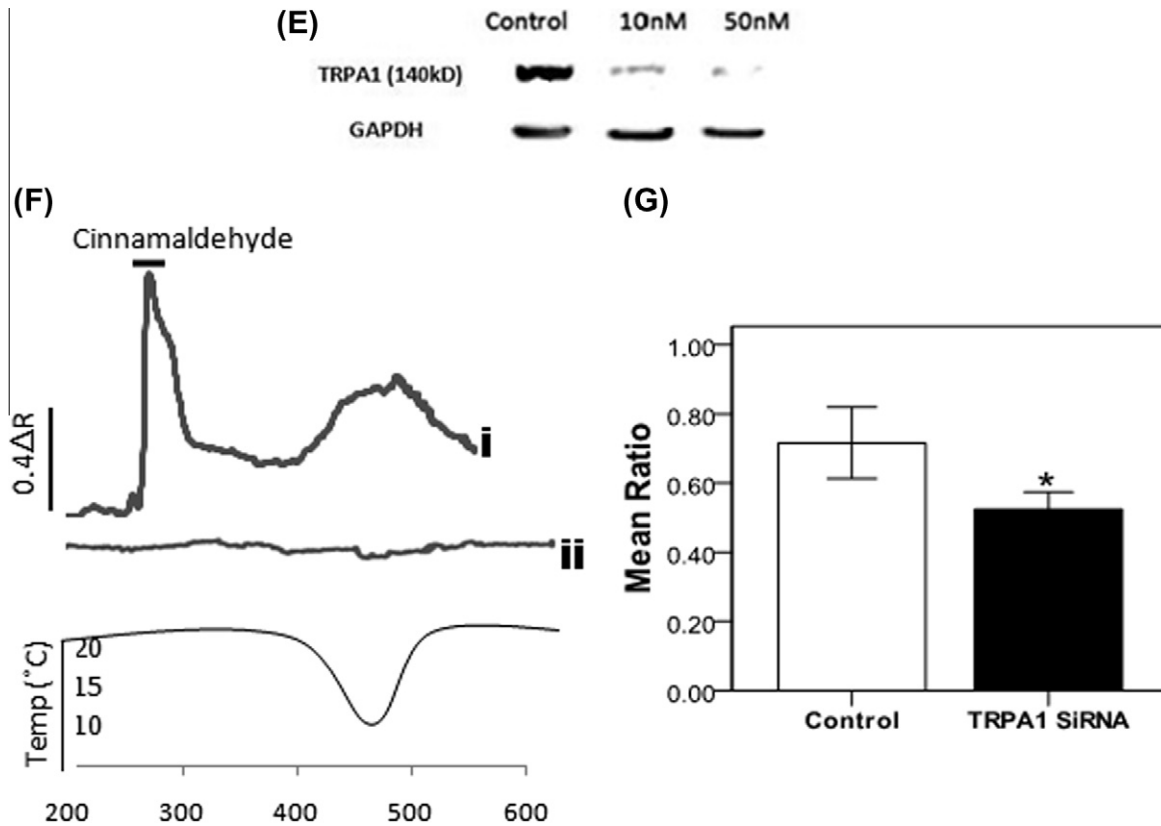 (E)
Control 10nM 50nM
TRPA1 (140kD)
GAPDH
(F)
Cinnamaldehyde
0.4ΔR
i
ii
Temp (°C)
20
15
10
200 300 400 500 600
(G)
Mean Ratio
1.00
0.80
0.60
0.40
0.20
0.00
*
Control TRPA1 SiRNA